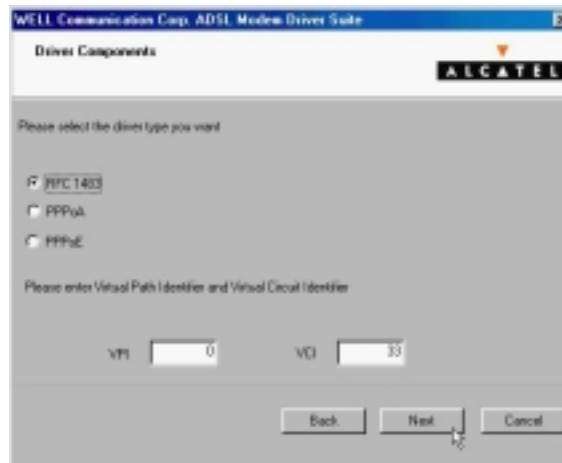 WELL Communication Corp. ADSL Modem Driver Suite
Driver Components
ALCATEL
Please select the driver type you want
RFC 1483
PPPoA
PPPoE
Please enter Virtual Path Identifier and Virtual Circuit Identifier
VPI 0 VCI 33
Back Next Cancel